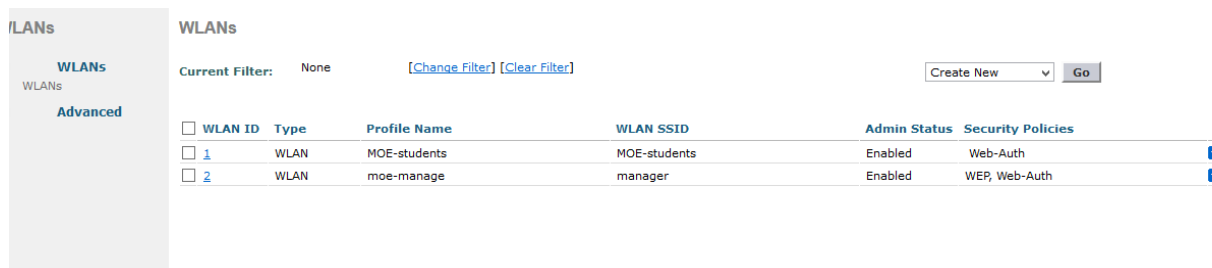 WLANs
WLANs
WLANs
Advanced
WLANs
Current Filter: None [Change Filter] [Clear Filter] Create New Go
WLAN ID Type Profile Name WLAN SSID Admin Status Security Policies
1 WLAN MOE-students MOE-students Enabled Web-Auth
2 WLAN moe-manage manager Enabled WEP, Web-Auth